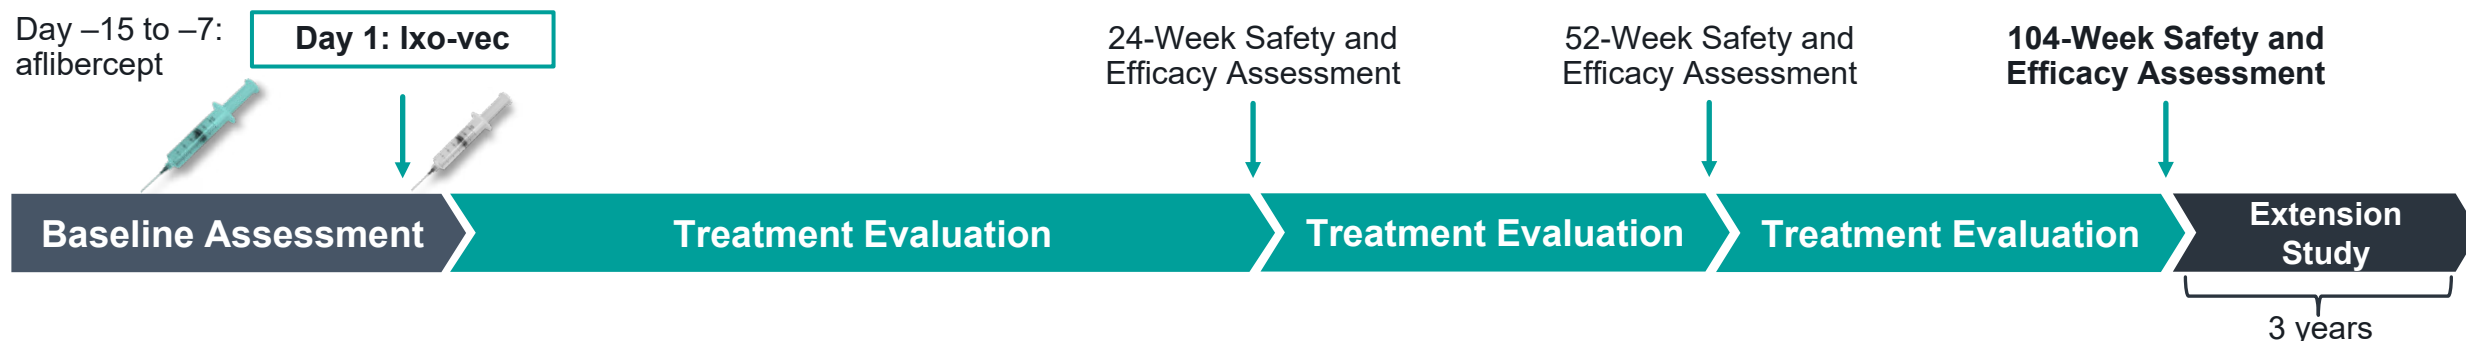 Day –15 to –7:
aflibercept
Day 1: Ixo-vec
24-Week Safety and
Efficacy Assessment
52-Week Safety and
Efficacy Assessment
104-Week Safety and
Efficacy Assessment
Baseline Assessment
Treatment Evaluation
Treatment Evaluation
Treatment Evaluation
Extension
Study
3 years